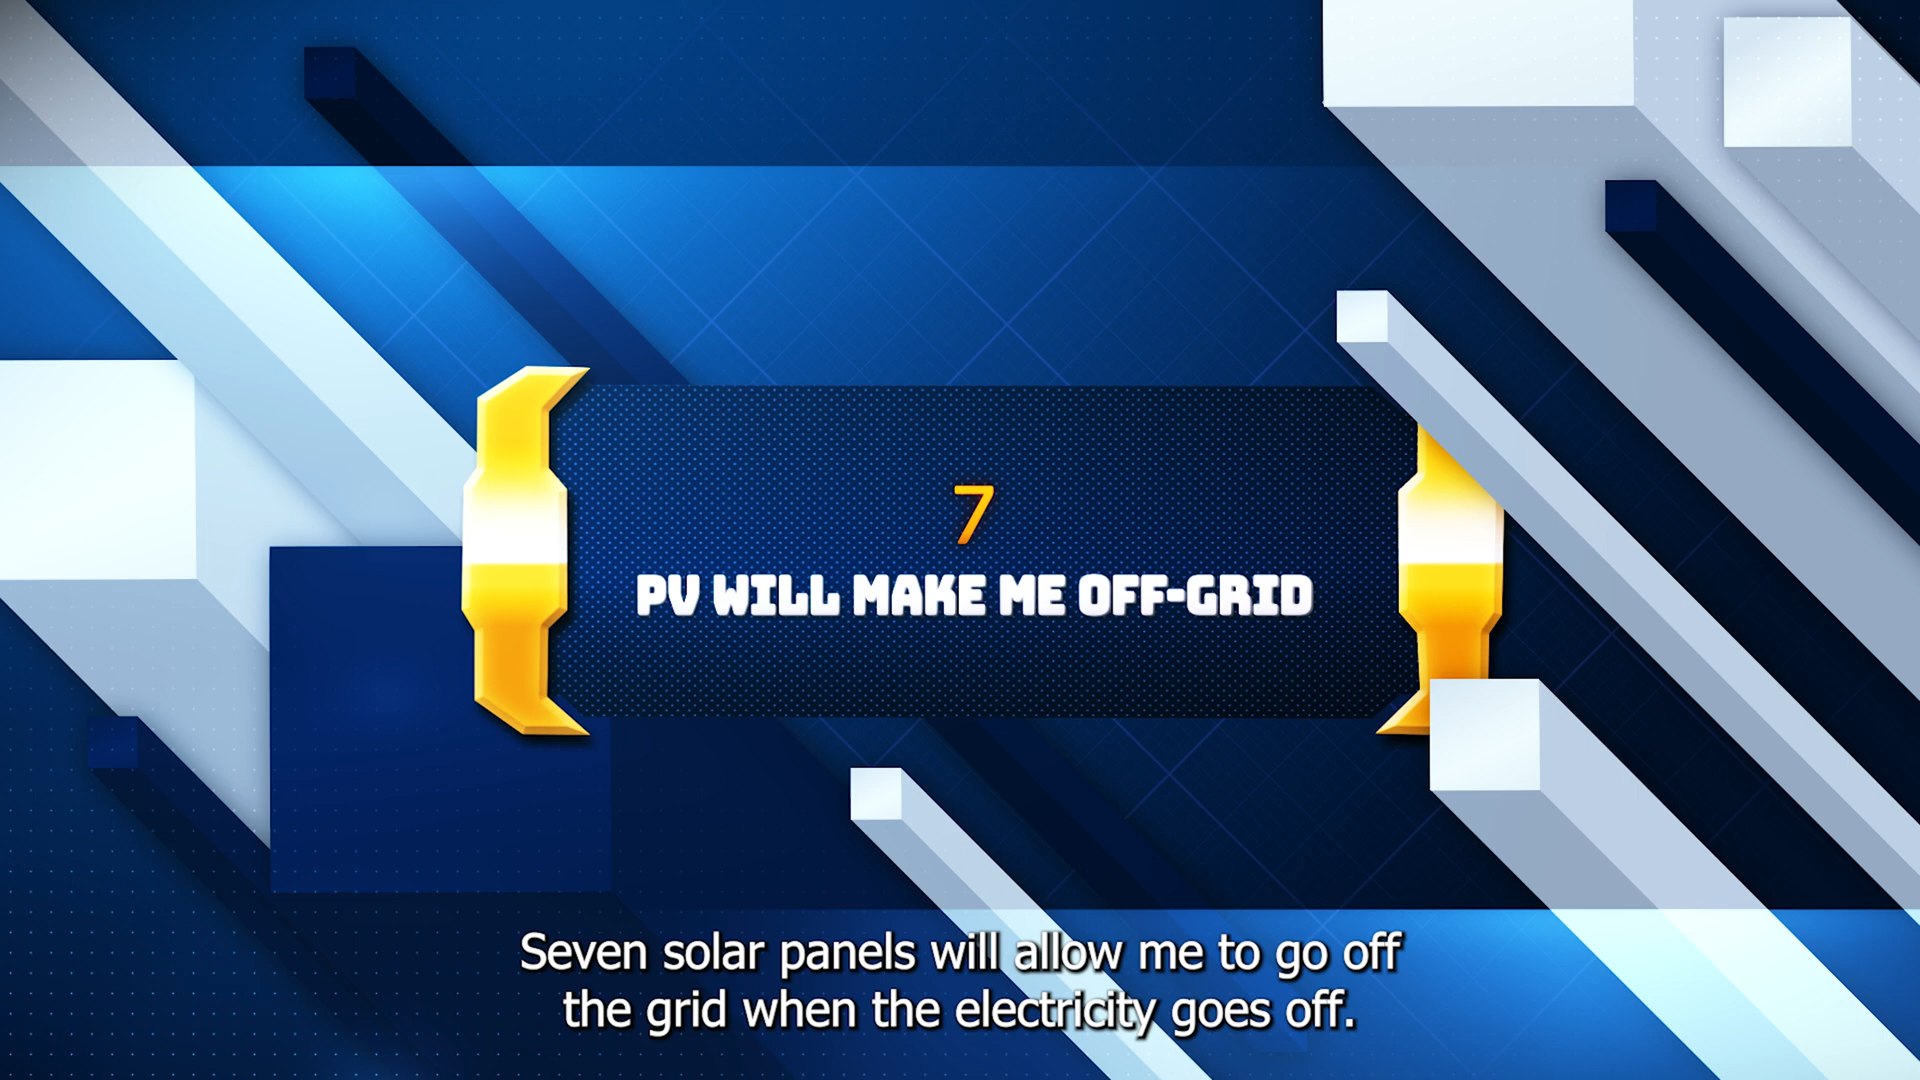 7
PV WILL MAKE ME OFF-GRID
Seven solar panels will allow me to go off
the grid when the electricity goes off.